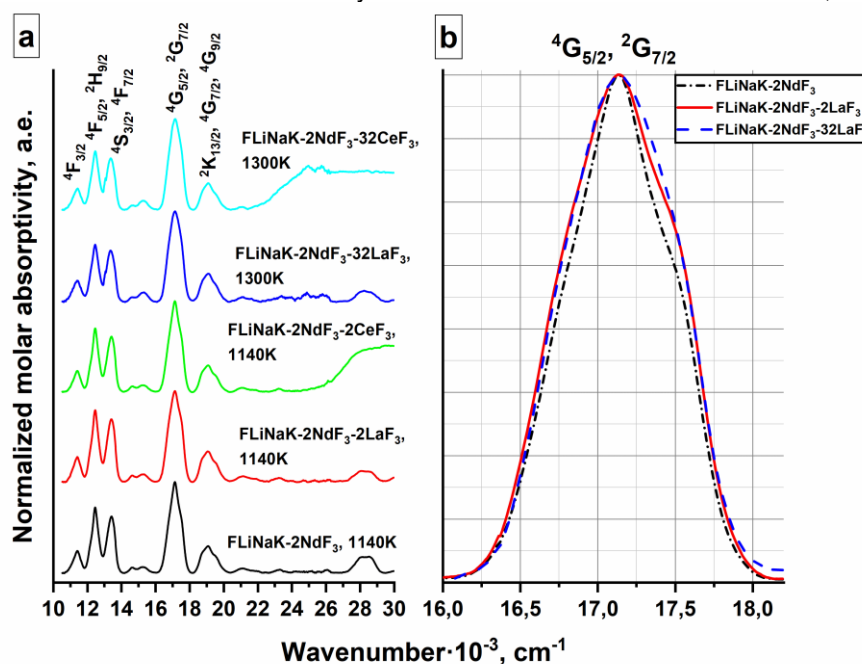 a
Normalized molar absorptivity, a.e.
⁴F₃/₂
⁴F₅/₂, ²H₉/₂
⁴S₃/₂, ⁴F₇/₂
⁴G₅/₂, ²G₇/₂
²K₁₃/₂, ⁴G₇/₂, ⁴G₉/₂
FLiNaK-2NdF₃-32CeF₃,
1300K
FLiNaK-2NdF₃-32LaF₃,
1300K
FLiNaK-2NdF₃-2CeF₃,
1140K
FLiNaK-2NdF₃-2LaF₃,
1140K
FLiNaK-2NdF₃, 1140K
10 12 14 16 18 20 22 24 26 28 30
b
⁴G₅/₂, ²G₇/₂
FLiNaK-2NdF₃
FLiNaK-2NdF₃-2LaF₃
FLiNaK-2NdF₃-32LaF
16,0 16,5 17,0 17,5 18,0
Wavenumber·10⁻³, cm⁻¹